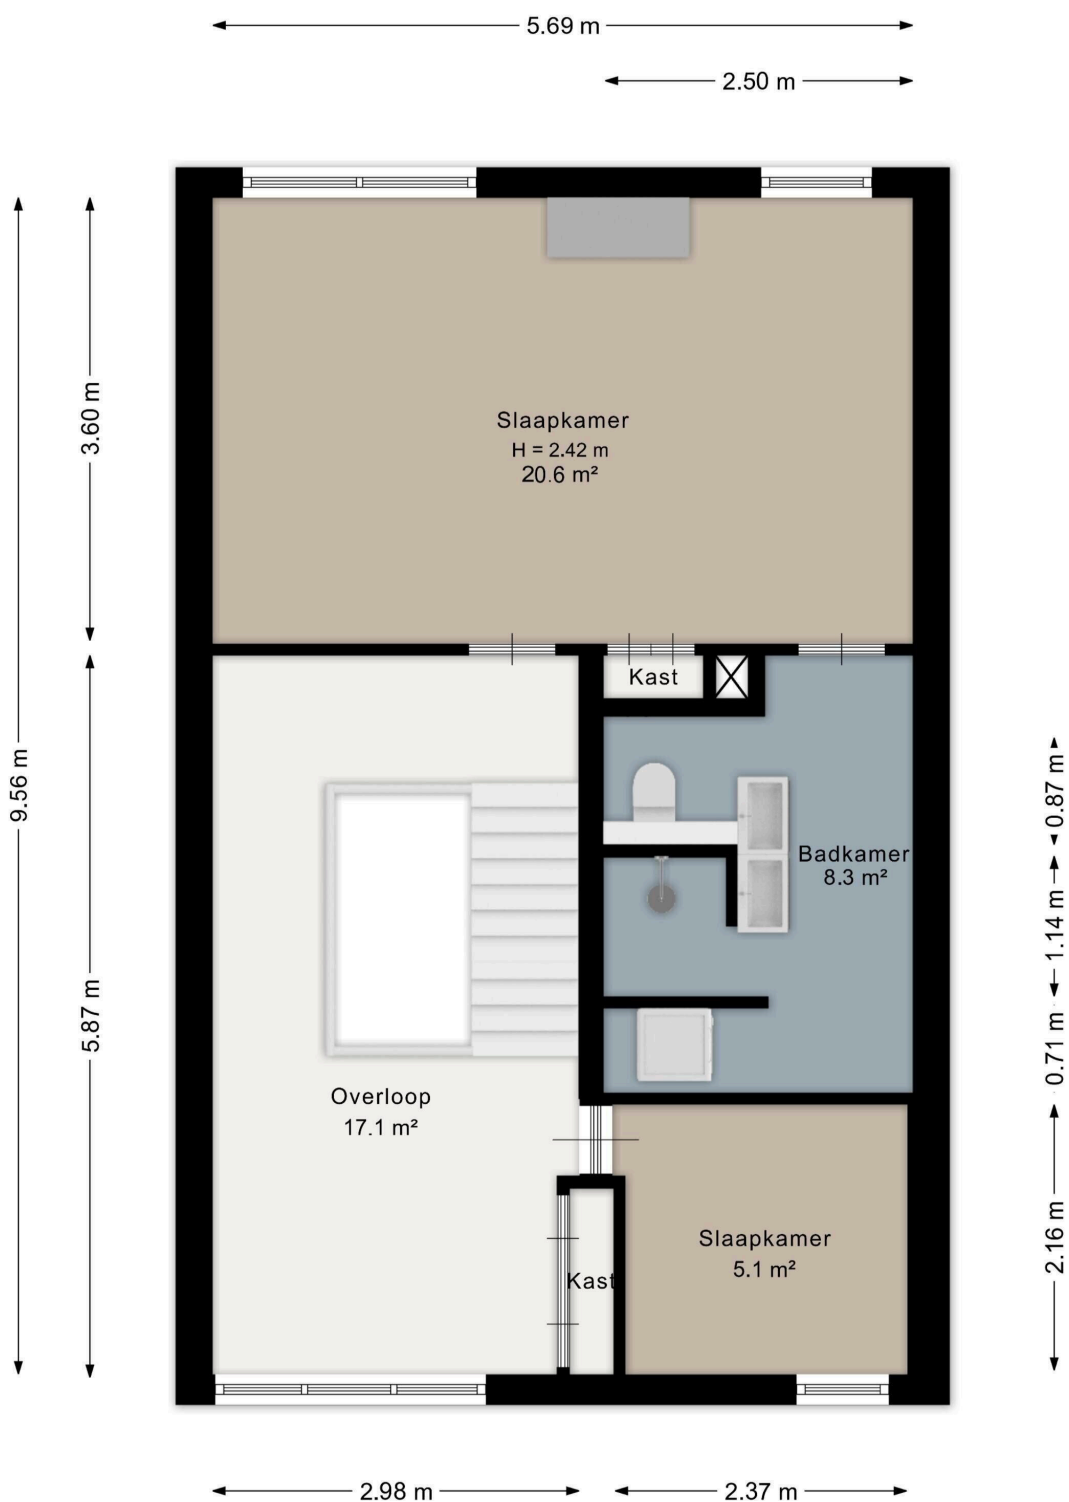 5.69 m
2.50 m
3.60 m
9.56 m
5.87 m
Slaapkamer
H = 2.42 m
20.6 m²
Kast
0.87 m
Badkamer
8.3 m²
1.14 m
0.71 m
Overloop
17.1 m²
Slaapkamer
5.1 m²
2.16 m
Kast
2.98 m
2.37 m